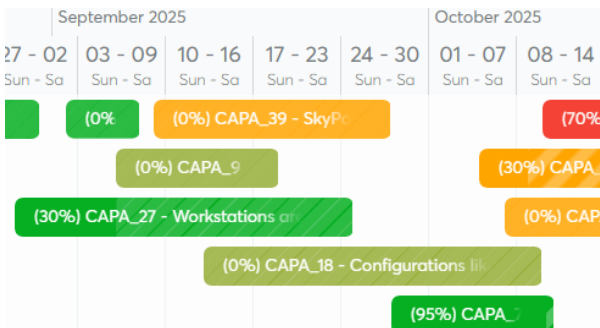 September 2025 October 2025
27 - 02 03 - 09 10 - 16 17 - 23 24 - 30 01 - 07 08 - 14
Sun - Sa Sun - Sa Sun - Sa Sun - Sa Sun - Sa Sun - Sa Sun - Sa
(0% (0%) CAPA_39 - SkyPo (70%
(0%) CAPA_9 (30%) CAPA_
(30%) CAPA_27 - Workstations an (0%) CAP
(0%) CAPA_18 - Configurations lik
(95%) CAPA_7